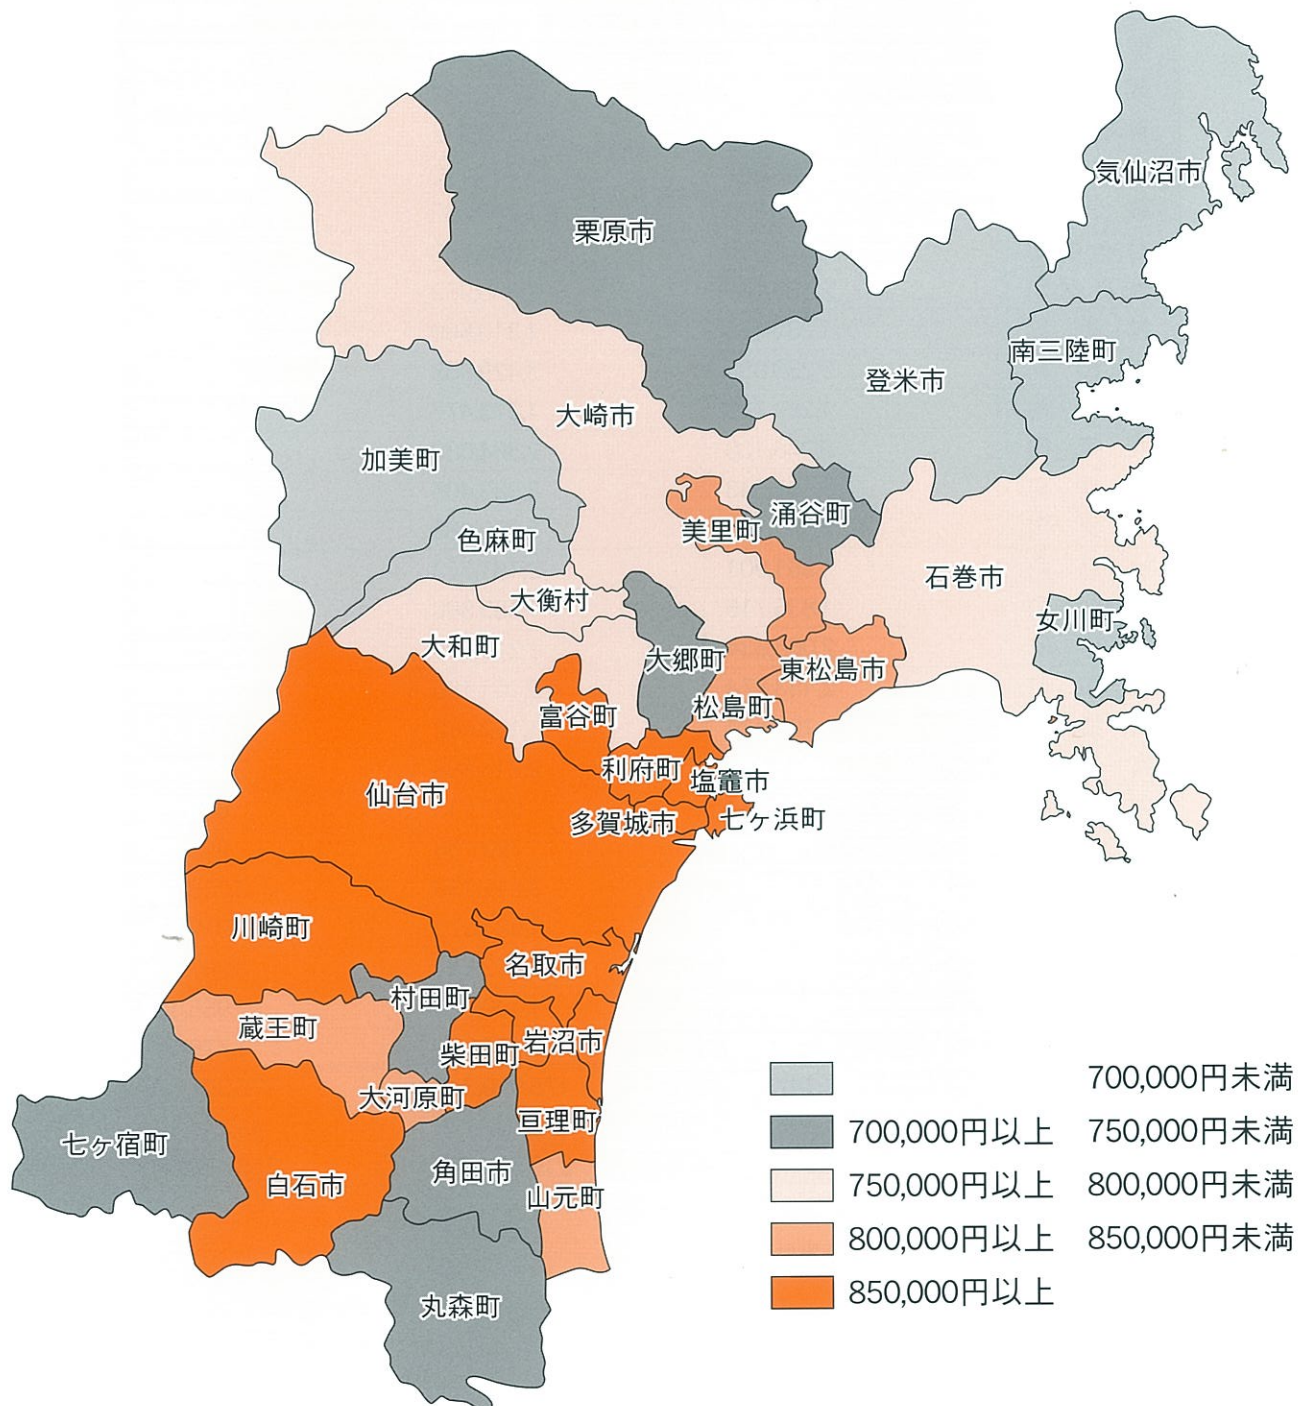 気仙沼市
栗原市
南三陸町
登米市
大崎市
加美町
涌谷町
美里町
色麻町
石巻市
大衡村
女川町
大和町
大郷町
東松島市
松島町
富谷町
利府町
塩竈市
仙台市
多賀城市
七ヶ浜町
川崎町
名取市
村田町
蔵王町
岩沼市
柴田町
大河原町
亘理町
七ヶ宿町
角田市
白石市
山元町
丸森町
700,000円未満
700,000円以上 750,000円未満
750,000円以上 800,000円未満
800,000円以上 850,000円未満
850,000円以上